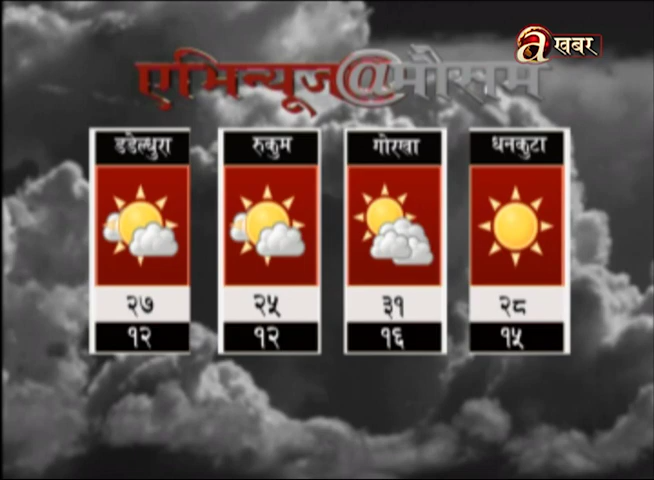 a खबर
एभिन्यूज@मौसम
डडेल्धुरा रुकुम गोरखा धनकुटा
२७ २५ ३१ २८
१२ १२ १६ १५